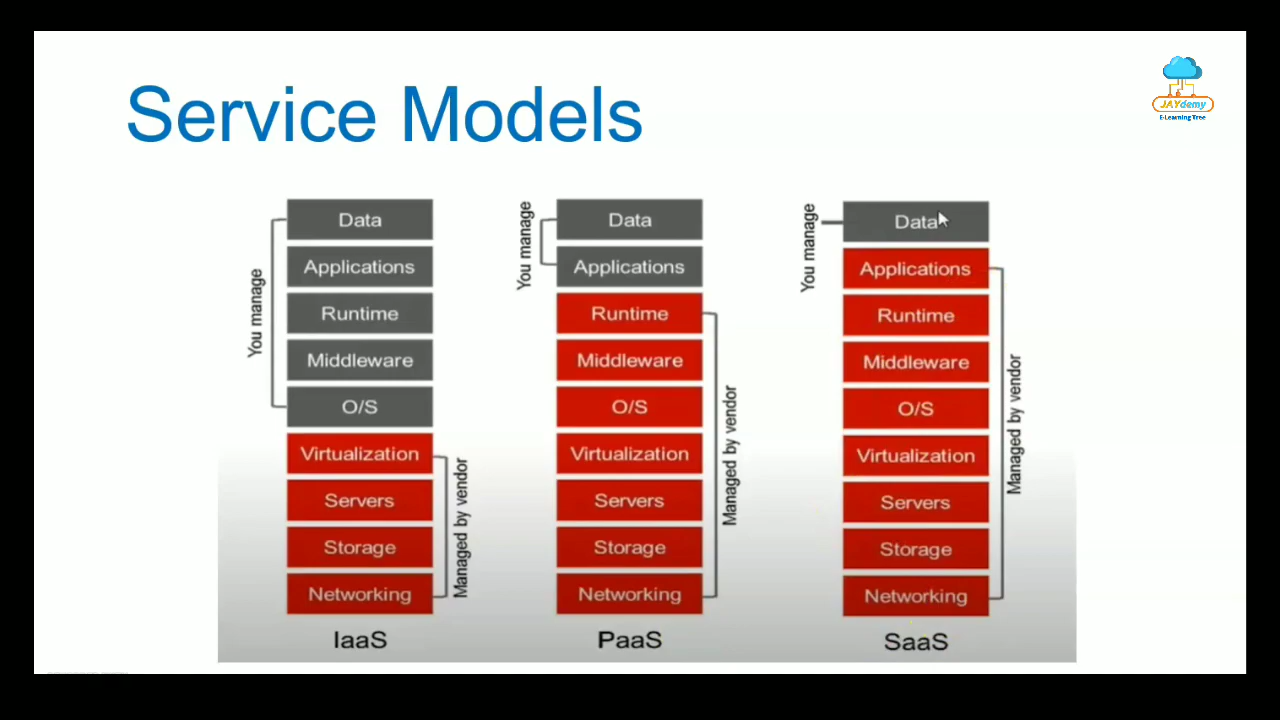 JAYdemy
E-Learning Tree
Service Models
You manage
Data
Applications
Runtime
Middleware
O/S
Virtualization
Servers
Storage
Networking
Managed by vendor
IaaS
You manage
Data
Applications
Runtime
Middleware
O/S
Virtualization
Servers
Storage
Networking
Managed by vendor
PaaS
You manage
Data
Applications
Runtime
Middleware
O/S
Virtualization
Servers
Storage
Networking
Managed by vendor
SaaS